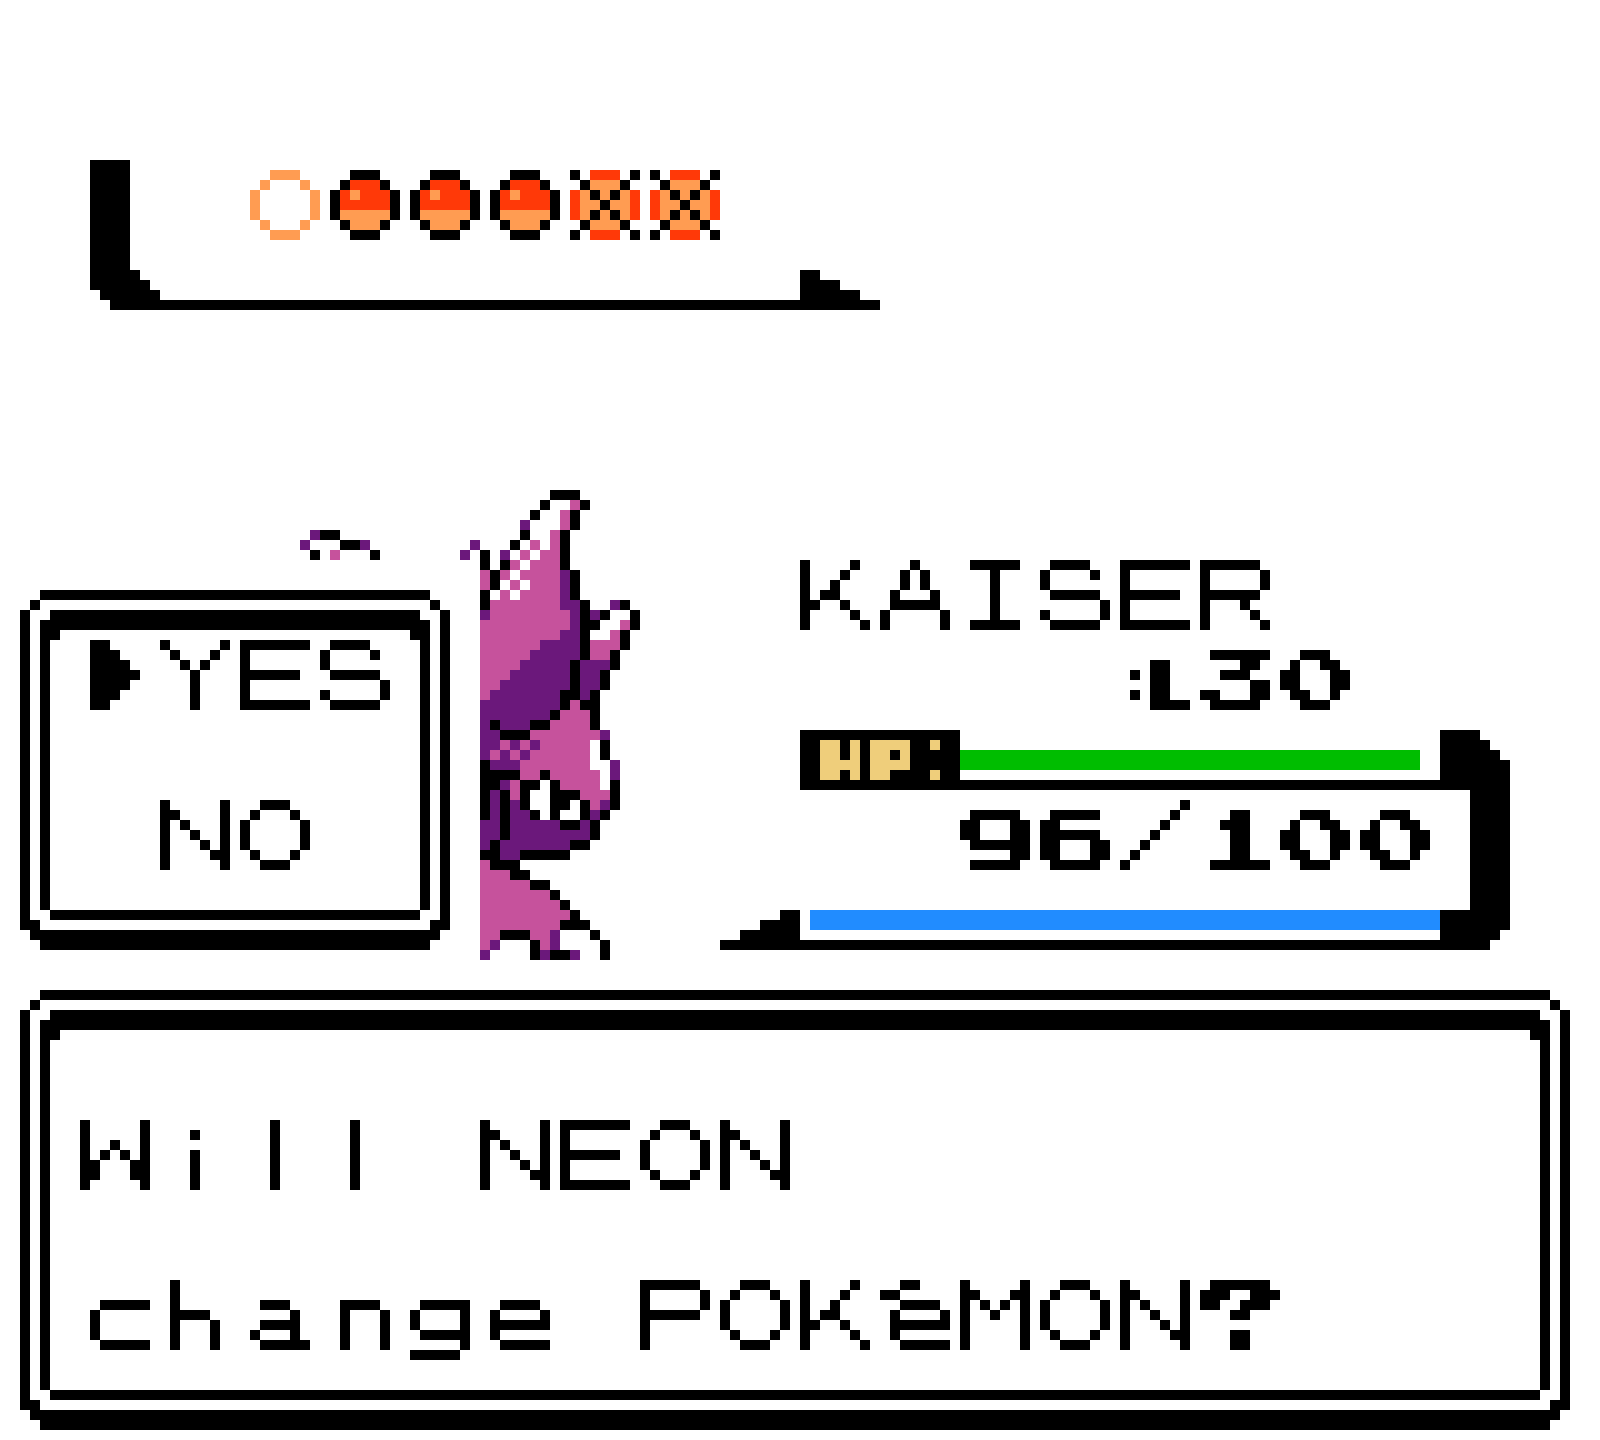 KAISER
:L30
▶YES
HP:
NO
96/100
Will NEON
change POKéMON?